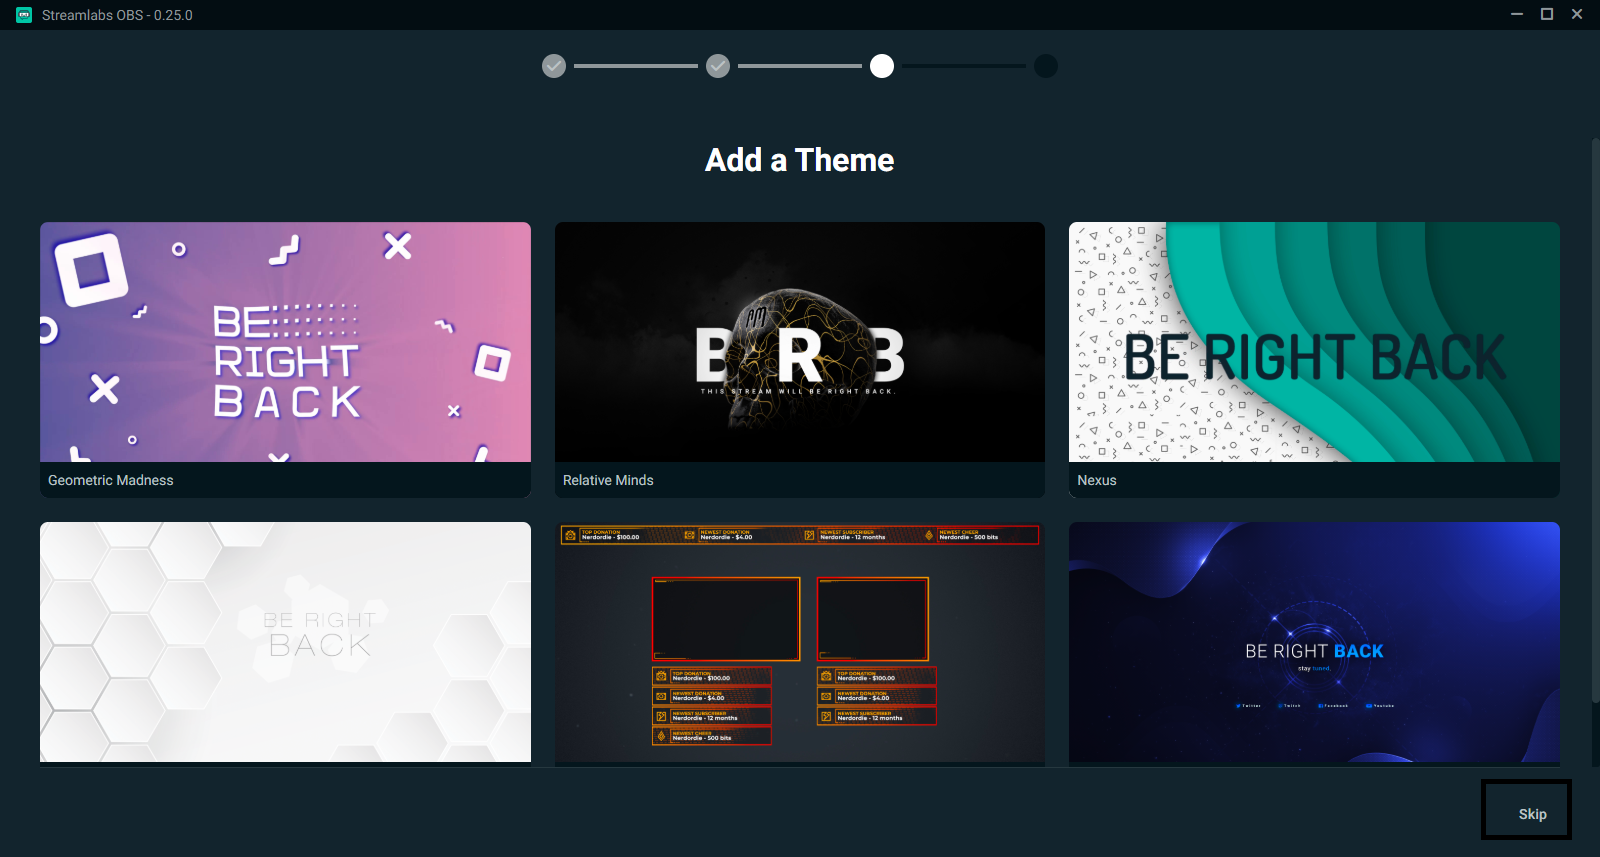 Streamlabs OBS - 0.25.0
Add a Theme
BE
RIGHT
BACK
Geometric Madness
B R B
THIS STREAM WILL BE RIGHT BACK.
Relative Minds
BE RIGHT BACK
Nexus
BE RIGHT
BACK
TOP DONATION
Nerdordie - $100.00
NEWEST DONATION
Nerdordie - $4.00
NEWEST SUBSCRIBER
Nerdordie - 12 months
NEWEST CHEER
Nerdordie - 500 bits
TOP DONATION
Nerdordie - $100.00
NEWEST DONATION
Nerdordie - $4.00
NEWEST SUBSCRIBER
Nerdordie - 12 months
NEWEST CHEER
Nerdordie - 500 bits
TOP DONATION
Nerdordie - $100.00
NEWEST DONATION
Nerdordie - $4.00
NEWEST SUBSCRIBER
Nerdordie - 12 months
BE RIGHT BACK
stay tuned.
Twitter Twitch Facebook Youtube
Skip